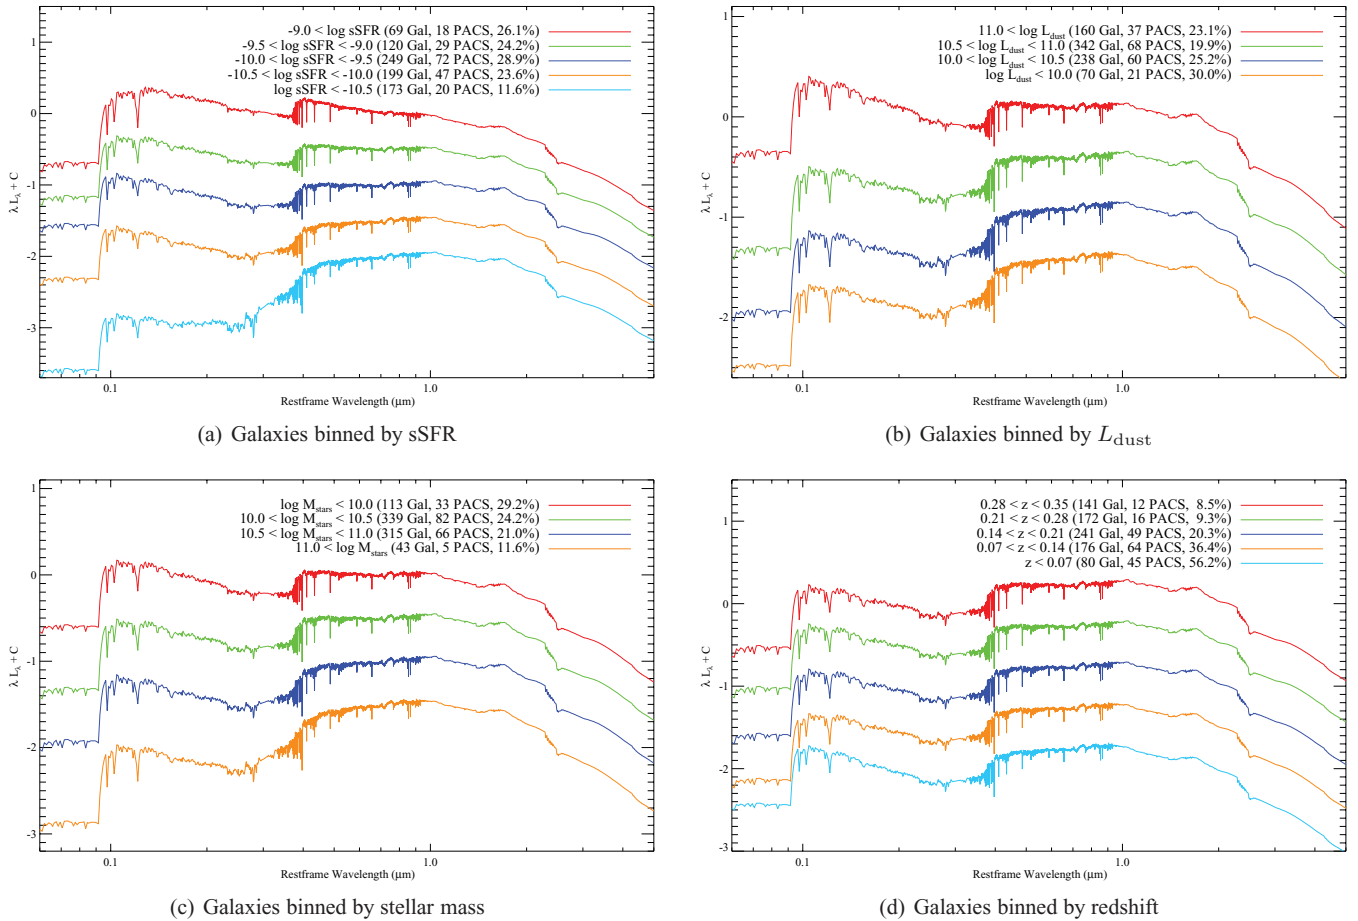 -9.0 < log sSFR (69 Gal, 18 PACS, 26.1%)
-9.5 < log sSFR < -9.0 (120 Gal, 29 PACS, 24.2%)
-10.0 < log sSFR < -9.5 (249 Gal, 72 PACS, 28.9%)
-10.5 < log sSFR < -10.0 (199 Gal, 47 PACS, 23.6%)
log sSFR < -10.5 (173 Gal, 20 PACS, 11.6%)
1
0
-1
-2
-3
λ L_λ + C
0.1
1.0
Restframe Wavelength (μm)
(a) Galaxies binned by sSFR
11.0 < log L_dust (160 Gal, 37 PACS, 23.1%)
10.5 < log L_dust < 11.0 (342 Gal, 68 PACS, 19.9%)
10.0 < log L_dust < 10.5 (238 Gal, 60 PACS, 25.2%)
log L_dust < 10.0 (70 Gal, 21 PACS, 30.0%)
1
0
-1
-2
λ L_λ + C
0.1
1.0
Restframe Wavelength (μm)
(b) Galaxies binned by L_dust
log M_stars < 10.0 (113 Gal, 33 PACS, 29.2%)
10.0 < log M_stars < 10.5 (339 Gal, 82 PACS, 24.2%)
10.5 < log M_stars < 11.0 (315 Gal, 66 PACS, 21.0%)
11.0 < log M_stars (43 Gal, 5 PACS, 11.6%)
1
0
-1
-2
-3
λ L_λ + C
0.1
1.0
Restframe Wavelength (μm)
(c) Galaxies binned by stellar mass
0.28 < z < 0.35 (141 Gal, 12 PACS, 8.5%)
0.21 < z < 0.28 (172 Gal, 16 PACS, 9.3%)
0.14 < z < 0.21 (241 Gal, 49 PACS, 20.3%)
0.07 < z < 0.14 (176 Gal, 64 PACS, 36.4%)
z < 0.07 (80 Gal, 45 PACS, 56.2%)
1
0
-1
-2
-3
λ L_λ + C
0.1
1.0
Restframe Wavelength (μm)
(d) Galaxies binned by redshift